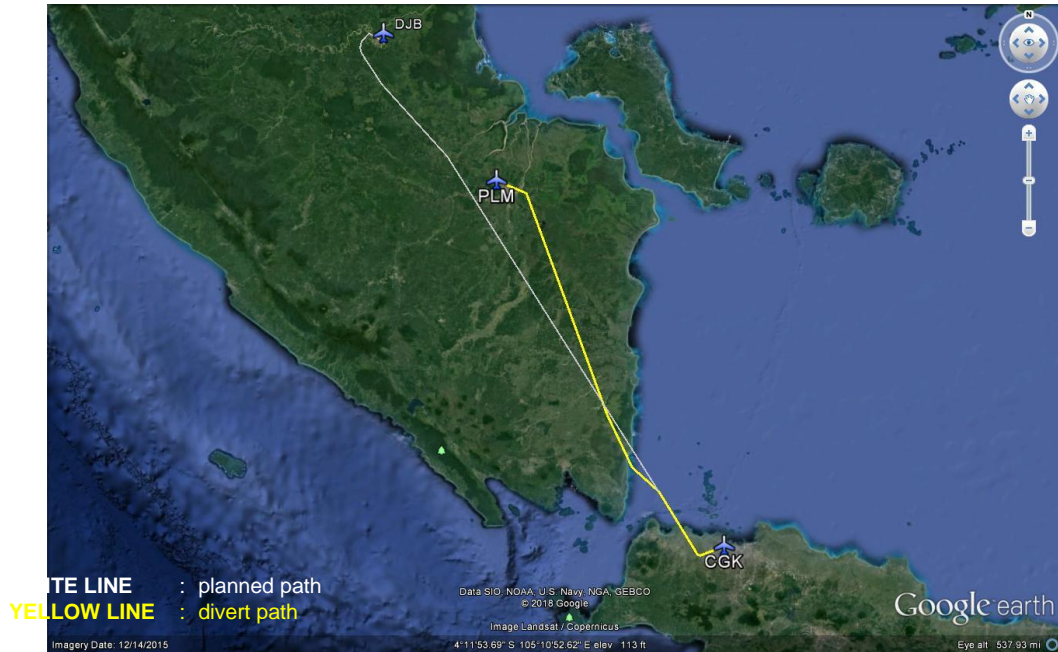 DJB
N
PLM
CGK
ITE LINE : planned path
YELLOW LINE : divert path
Data SIO, NOAA, U.S. Navy, NGA, GEBCO
© 2018 Google
Image Landsat / Copernicus
Google earth
Imagery Date: 12/14/2015 4°11'53.69" S 105°10'52.62" E elev 113 ft Eye alt 537.93 mi